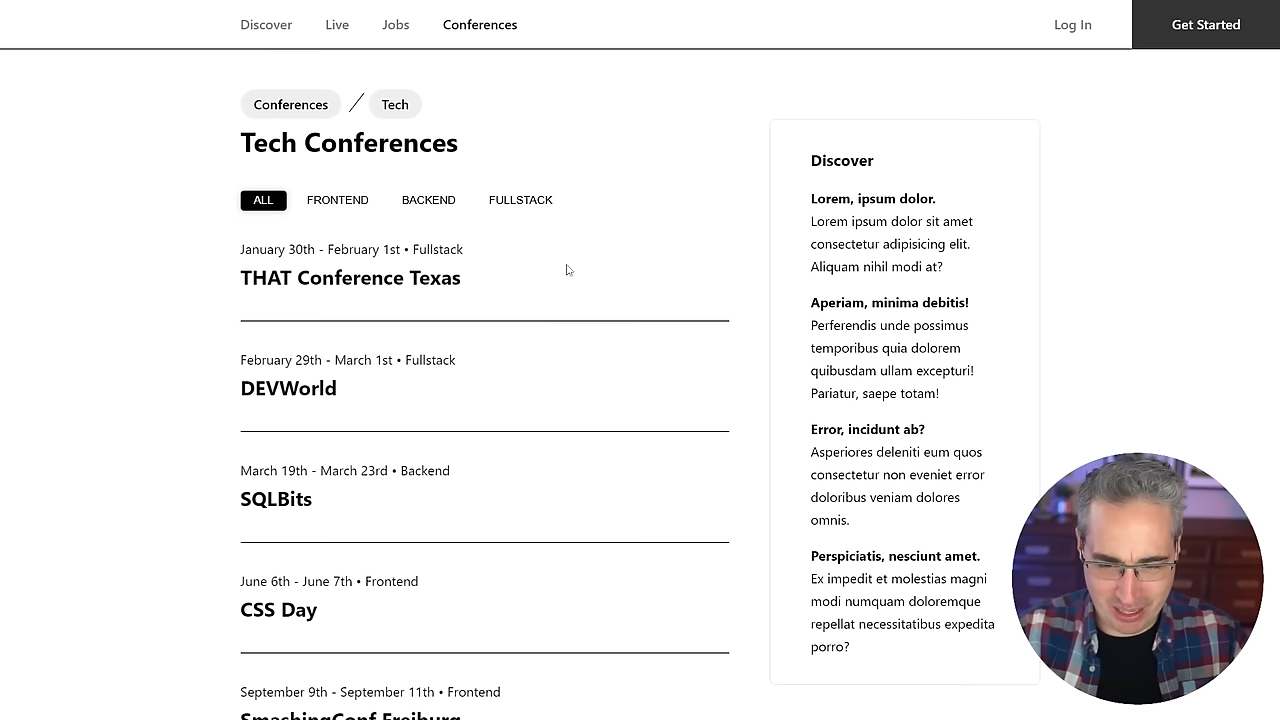 Discover Live Jobs Conferences Log In Get Started
Conferences / Tech
Tech Conferences
ALL FRONTEND BACKEND FULLSTACK
January 30th - February 1st • Fullstack
THAT Conference Texas
February 29th - March 1st • Fullstack
DEVWorld
March 19th - March 23rd • Backend
SQLBits
June 6th - June 7th • Frontend
CSS Day
September 9th - September 11th • Frontend
SmashingConf Freiburg
Discover
Lorem, ipsum dolor.
Lorem ipsum dolor sit amet
consectetur adipisicing elit.
Aliquam nihil modi at?
Aperiam, minima debitis!
Perferendis unde possimus
temporibus quia dolorem
quibusdam ullam excepturi!
Pariatur, saepe totam!
Error, incidunt ab?
Asperiores deleniti eum quos
consectetur non eveniet error
doloribus veniam dolores
omnis.
Perspiciatis, nesciunt amet.
Ex impedit et molestias magni
modi numquam doloremque
repellat necessitatibus expedita
porro?